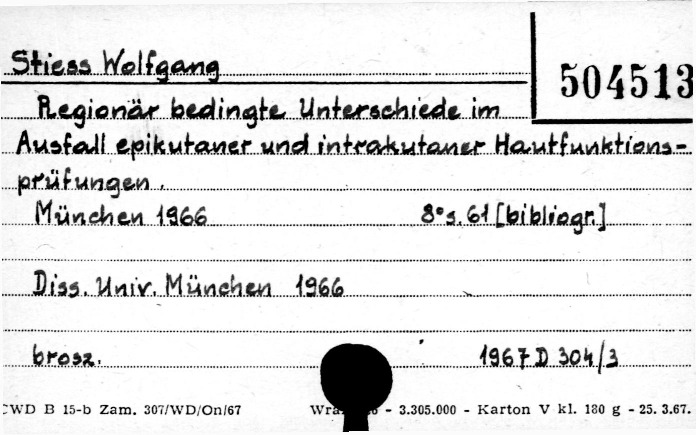 Stiess Wolfgang
504513
Regionär bedingte Unterschiede im
Ausfall epikutaner und intrakutaner Hautfunktions-
prüfungen.
München 1966 8° s. 61 [bibliogr.]
Diss. Univ. München 1966
brosz. 1967 D 304/3
CWD B 15-b Zam. 307/WD/On/67 - 3.305.000 - Karton V kl. 180 g - 25. 3.67.